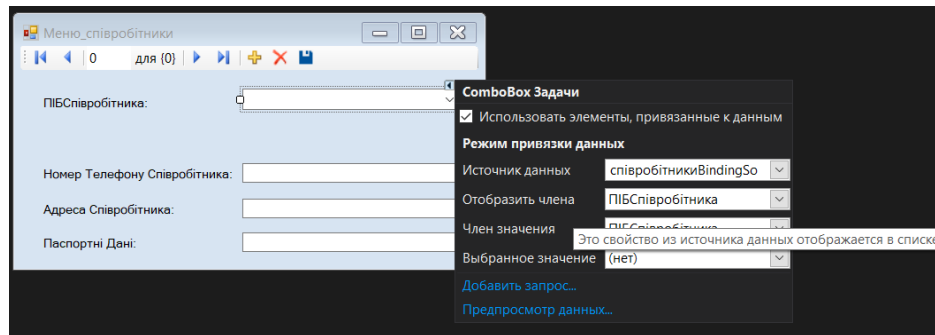 Меню_співробітники
0 для {0}
ПІБСпівробітника:
Номер Телефону Співробітника:
Адреса Співробітника:
Паспортні Дані:
ComboBox Задачи
Использовать элементы, привязанные к данным
Режим привязки данных
Источник данных співробітникиBindingSo
Отобразить члена ПІБСпівробітника
Член значения ПІБСпівробітника
Это свойство из источника данных отображается в списке
Выбранное значение (нет)
Добавить запрос...
Предпросмотр данных...